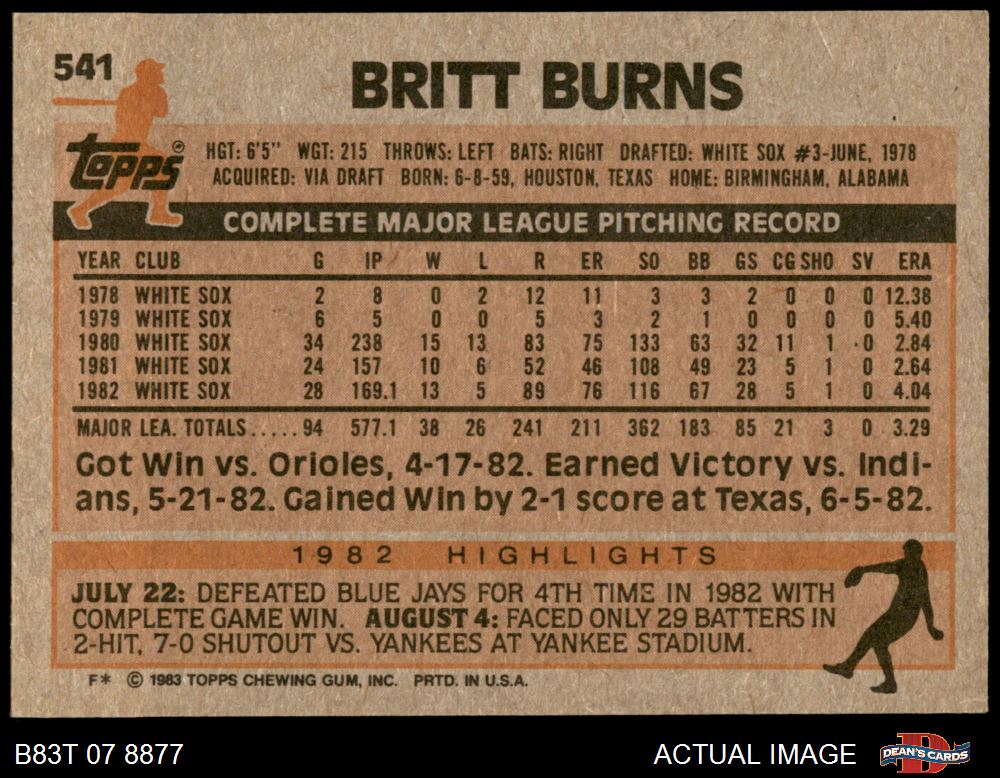 541
BRITT BURNS
topps
HGT: 6'5" WGT: 215 THROWS: LEFT BATS: RIGHT DRAFTED: WHITE SOX #3-JUNE, 1978
ACQUIRED: VIA DRAFT BORN: 6-8-59, HOUSTON, TEXAS HOME: BIRMINGHAM, ALABAMA
COMPLETE MAJOR LEAGUE PITCHING RECORD
YEAR CLUB G IP W L R ER SO BB GS CG SHO SV ERA
1978 WHITE SOX 2 8 0 2 12 11 3 3 2 0 0 0 12.38
1979 WHITE SOX 6 5 0 0 5 3 2 1 0 0 0 0 5.40
1980 WHITE SOX 34 238 15 13 83 75 133 63 32 11 1 0 2.84
1981 WHITE SOX 24 157 10 6 52 46 108 49 23 5 1 0 2.64
1982 WHITE SOX 28 169.1 13 5 89 76 116 67 28 5 1 0 4.04
MAJOR LEA. TOTALS.....94 577.1 38 26 241 211 362 183 85 21 3 0 3.29
Got Win vs. Orioles, 4-17-82. Earned Victory vs. Indi-
ans, 5-21-82. Gained Win by 2-1 score at Texas, 6-5-82.
1982 HIGHLIGHTS
JULY 22: DEFEATED BLUE JAYS FOR 4TH TIME IN 1982 WITH
COMPLETE GAME WIN. AUGUST 4: FACED ONLY 29 BATTERS IN
2-HIT, 7-0 SHUTOUT VS. YANKEES AT YANKEE STADIUM.
F* © 1983 TOPPS CHEWING GUM, INC. PRTD. IN U.S.A.
B83T 07 8877 ACTUAL IMAGE DEAN'S CARDS